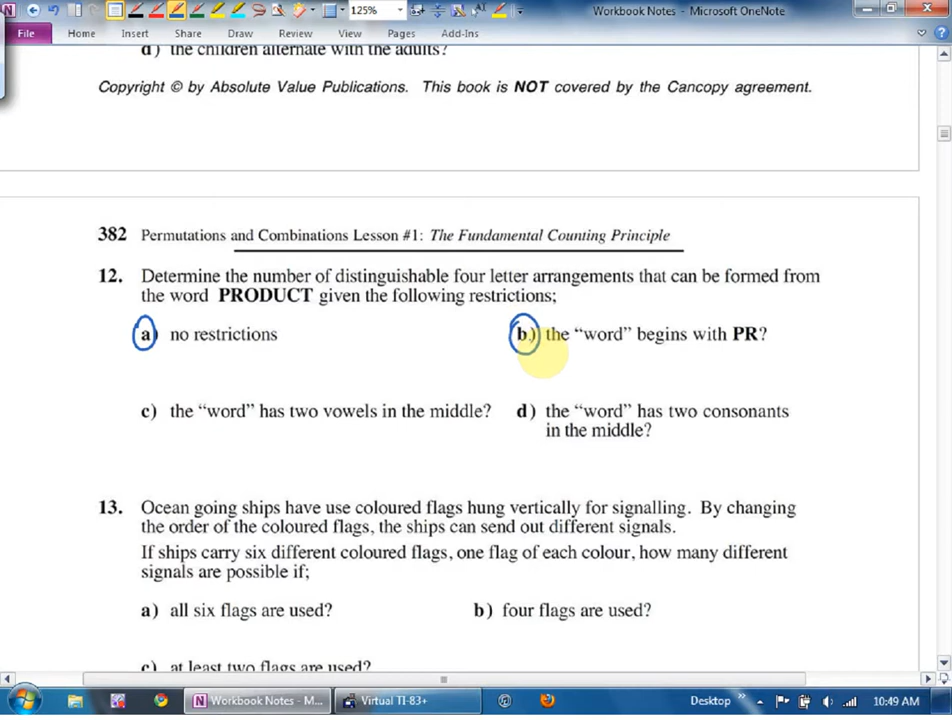 125%
Workbook Notes - Microsoft OneNote
File Home Insert Share Draw Review View Pages Add-Ins
d) the children alternate with the adults?
Copyright © by Absolute Value Publications. This book is NOT covered by the Cancopy agreement.
382 Permutations and Combinations Lesson #1: The Fundamental Counting Principle
12. Determine the number of distinguishable four letter arrangements that can be formed from
the word PRODUCT given the following restrictions;
a) no restrictions b) the “word” begins with PR?
c) the “word” has two vowels in the middle? d) the “word” has two consonants
in the middle?
13. Ocean going ships have use coloured flags hung vertically for signalling. By changing
the order of the coloured flags, the ships can send out different signals.
If ships carry six different coloured flags, one flag of each colour, how many different
signals are possible if;
a) all six flags are used? b) four flags are used?
c) at least two flags are used?
Workbook Notes - M... Virtual TI-83+ Desktop 10:49 AM